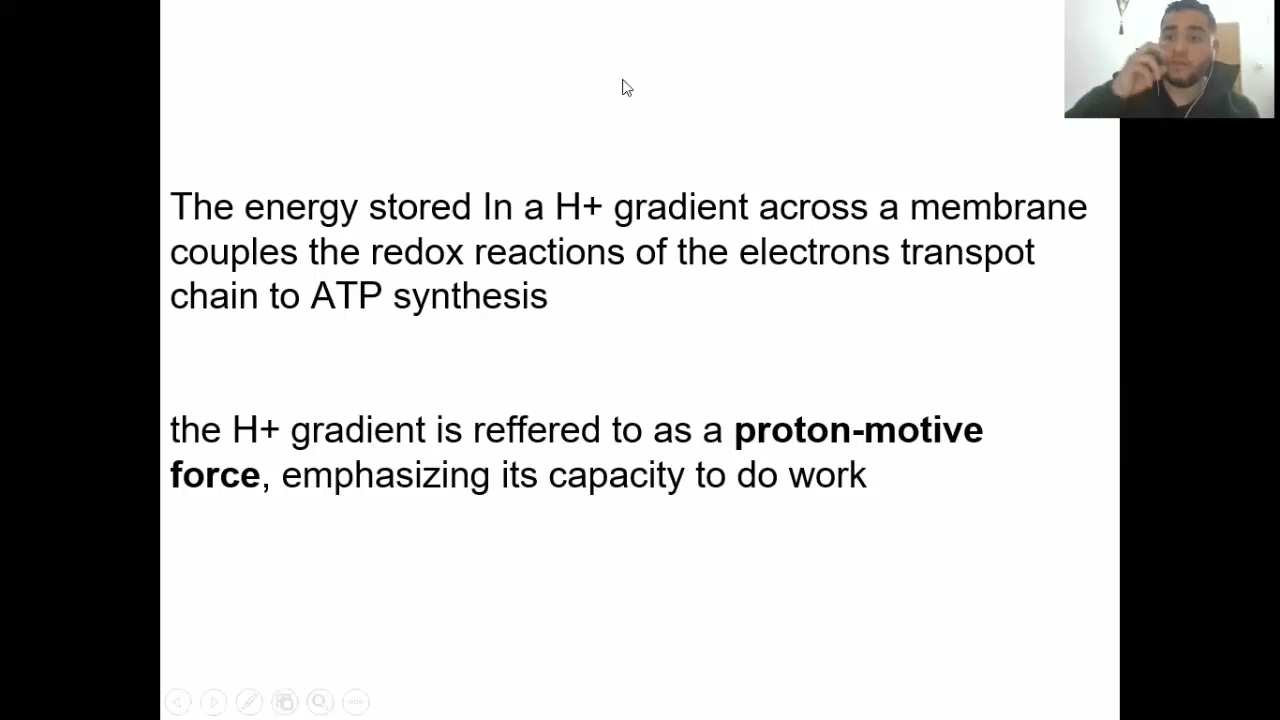 The energy stored In a H+ gradient across a membrane
couples the redox reactions of the electrons transpot
chain to ATP synthesis
the H+ gradient is reffered to as a proton-motive
force, emphasizing its capacity to do work